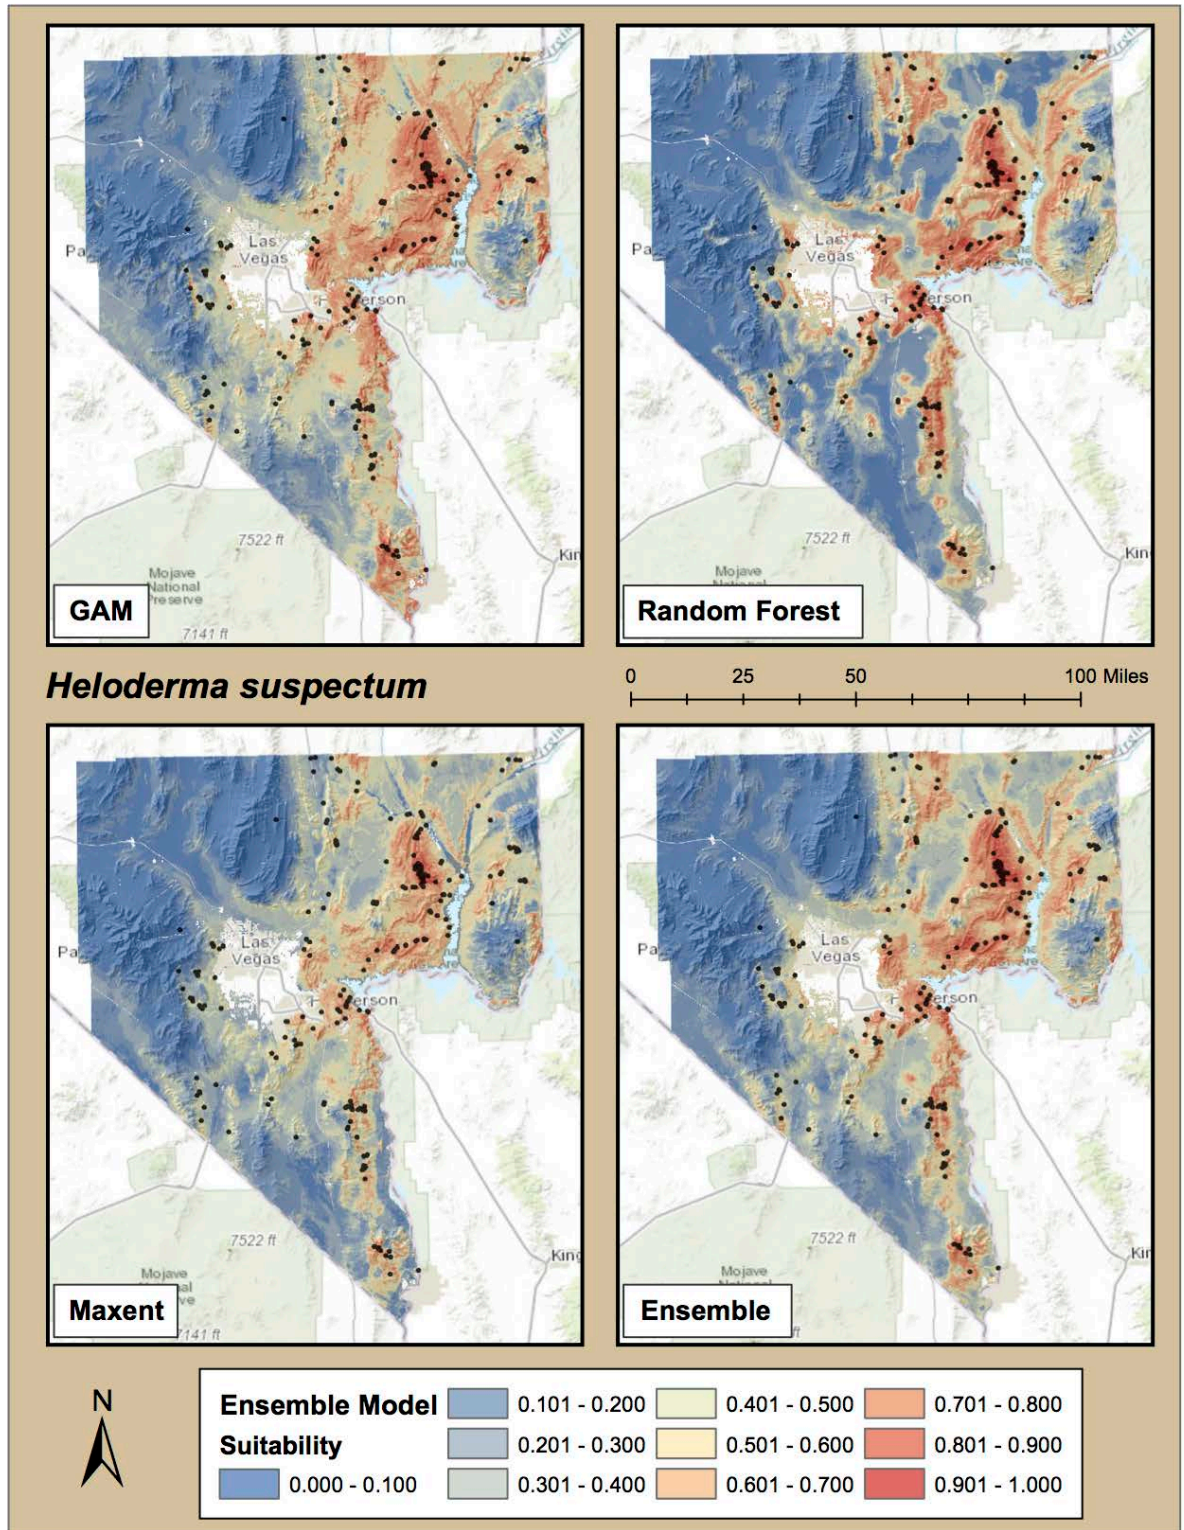 Virgin
Las
Vegas
Pa
erson
7522 ft
Mojave
National
Preserve
7141 ft
Kin
GAM
Las
Vegas
Pa
erson
7522 ft
Mojave
Kin
Random Forest
Heloderma suspectum
0 25 50 100 Miles
Las
Vegas
Pa
erson
7522 ft
Mojave
7141 ft
King
Maxent
Las
Vegas
Pa
erson
7522 ft
Mojave
Kin
Ensemble
N
Ensemble Model
Suitability
0.000 - 0.100
0.101 - 0.200
0.201 - 0.300
0.301 - 0.400
0.401 - 0.500
0.501 - 0.600
0.601 - 0.700
0.701 - 0.800
0.801 - 0.900
0.901 - 1.000